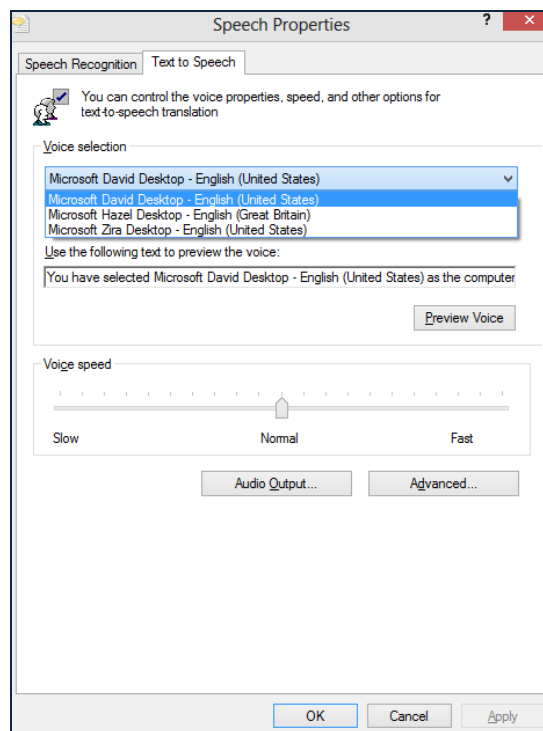 Speech Properties
?
Speech Recognition
Text to Speech
You can control the voice properties, speed, and other options for
text-to-speech translation
Voice selection
Microsoft David Desktop - English (United States)
Microsoft David Desktop - English (United States)
Microsoft Hazel Desktop - English (Great Britain)
Microsoft Zira Desktop - English (United States)
Use the following text to preview the voice:
You have selected Microsoft David Desktop - English (United States) as the computer
Preview Voice
Voice speed
Slow
Normal
Fast
Audio Output...
Advanced...
OK
Cancel
Apply